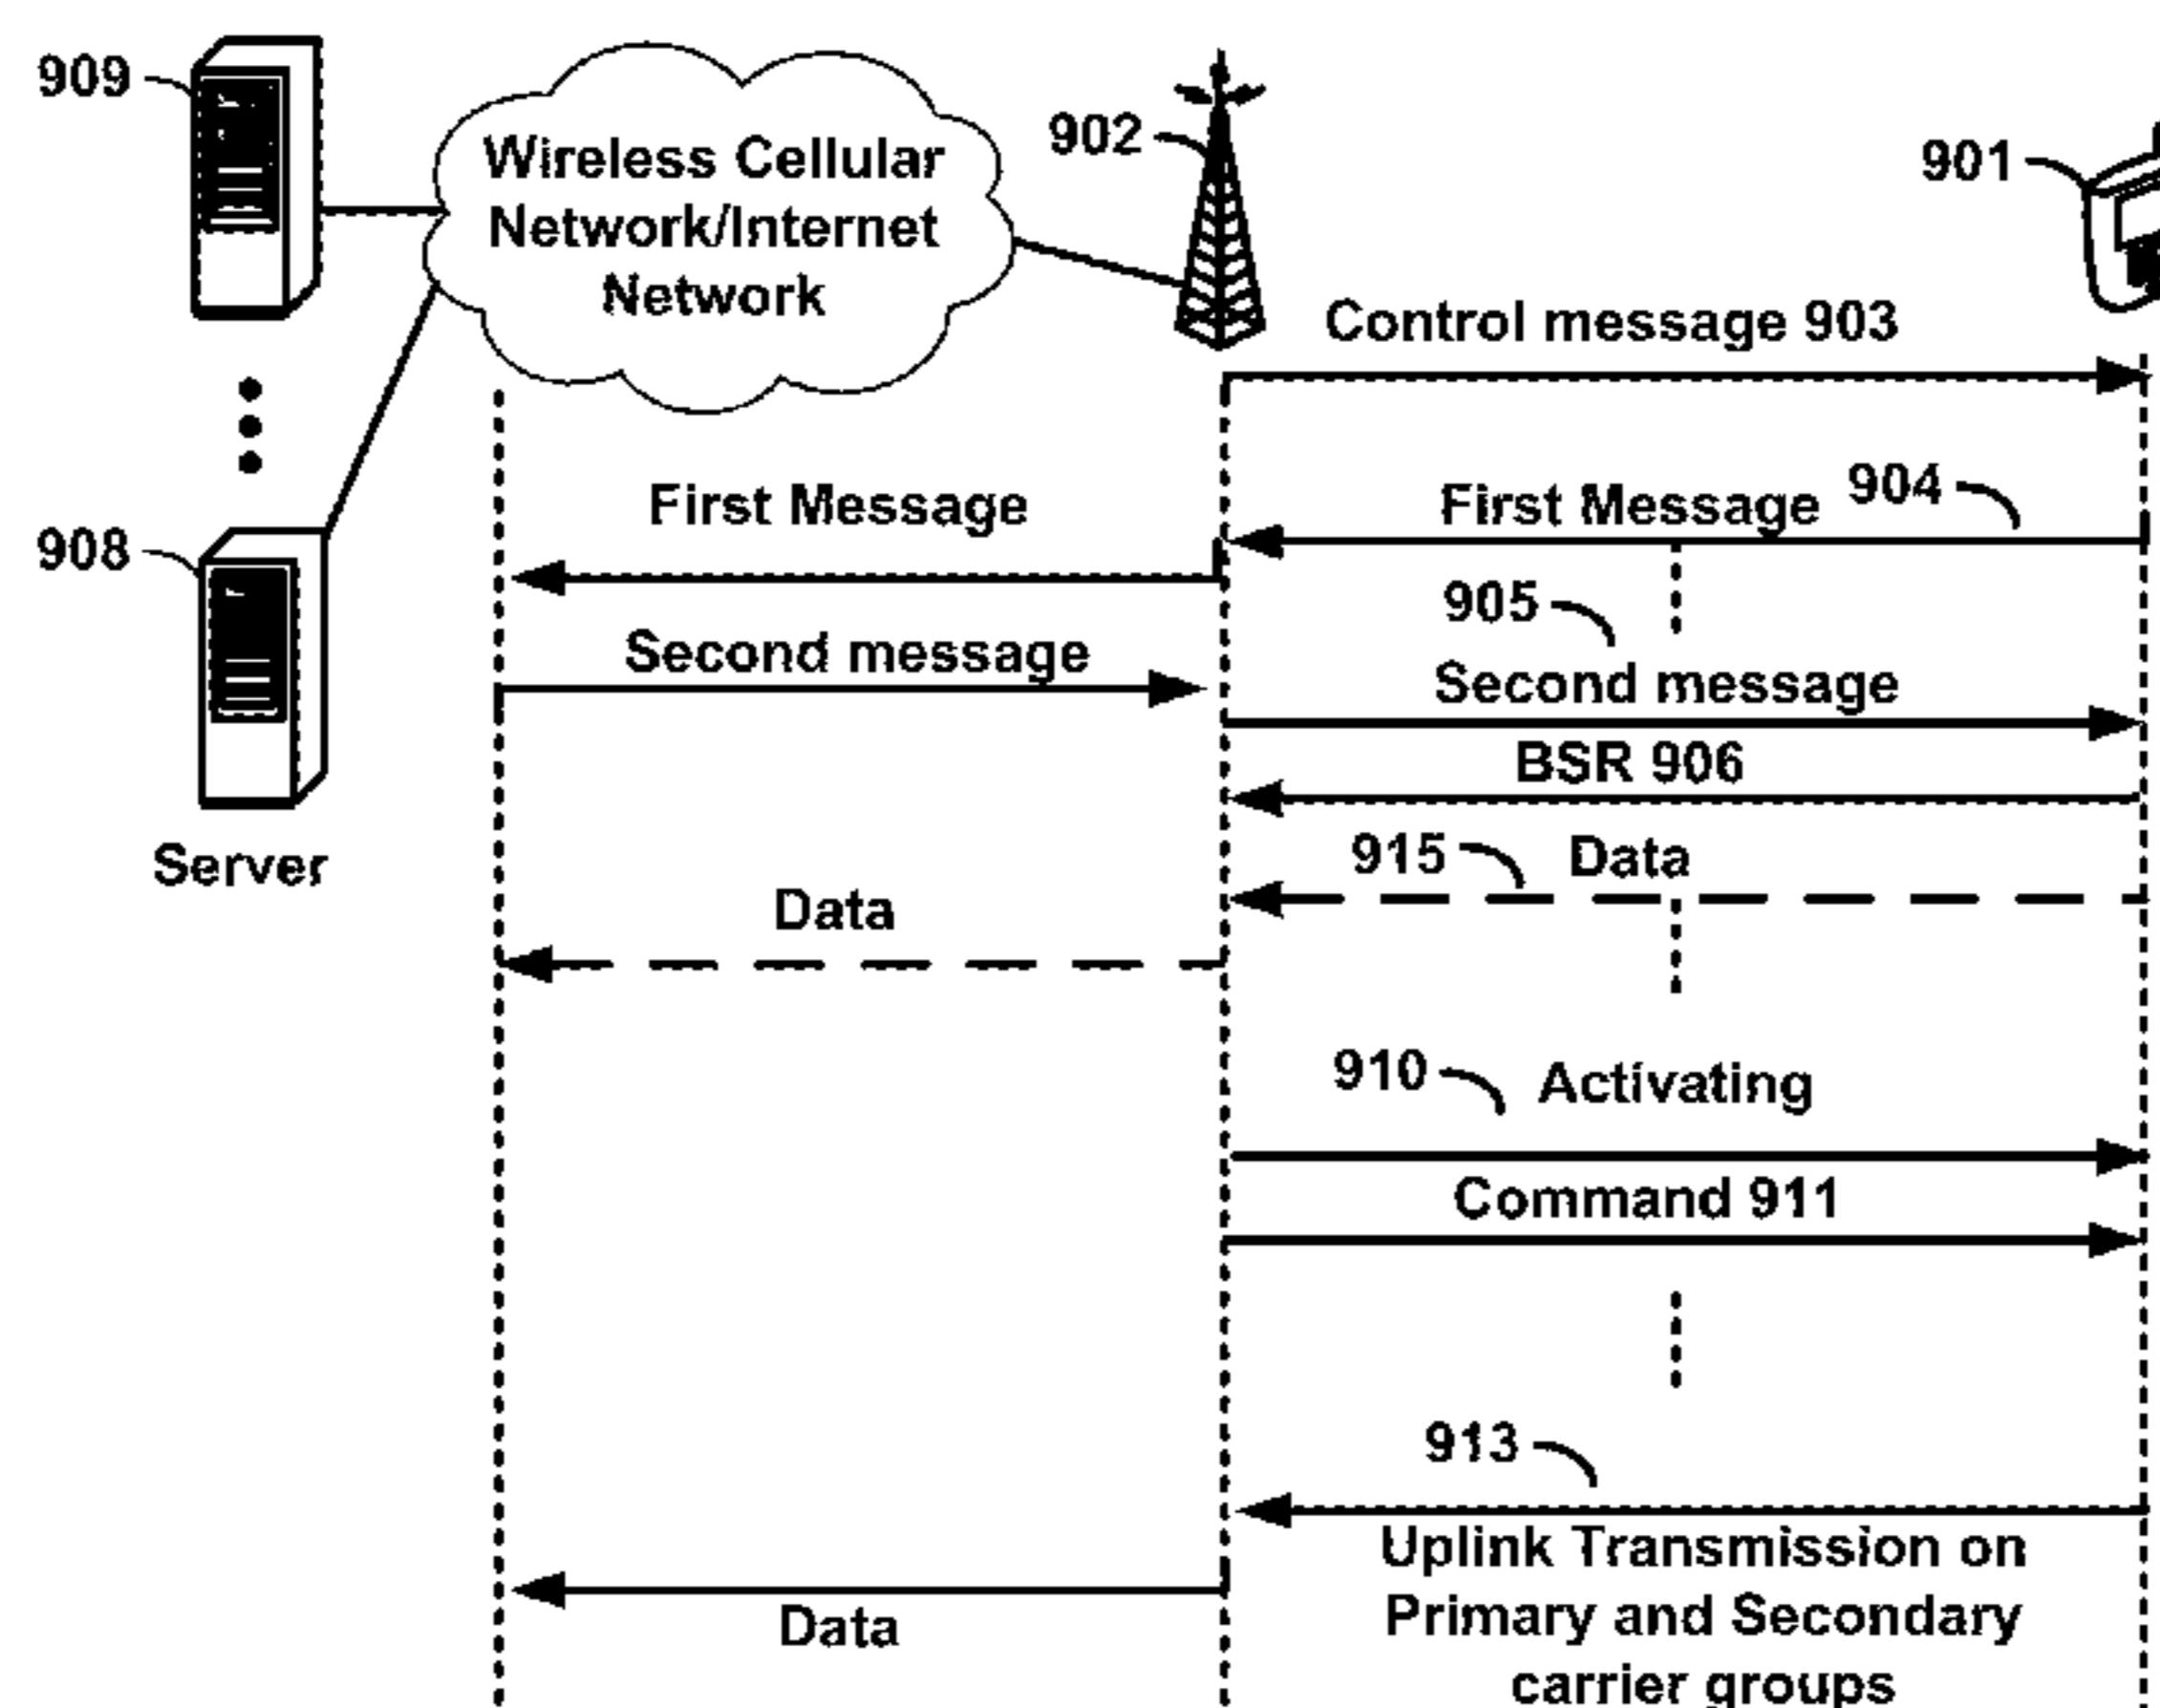 909
Wireless Cellular
Network/Internet
Network
902
901
Control message 903
First Message
First Message
904
908
905
Second message
Second message
BSR 906
Server
915
Data
Data
910
Activating
Command 911
913
Uplink Transmission on
Primary and Secondary
carrier groups
Data